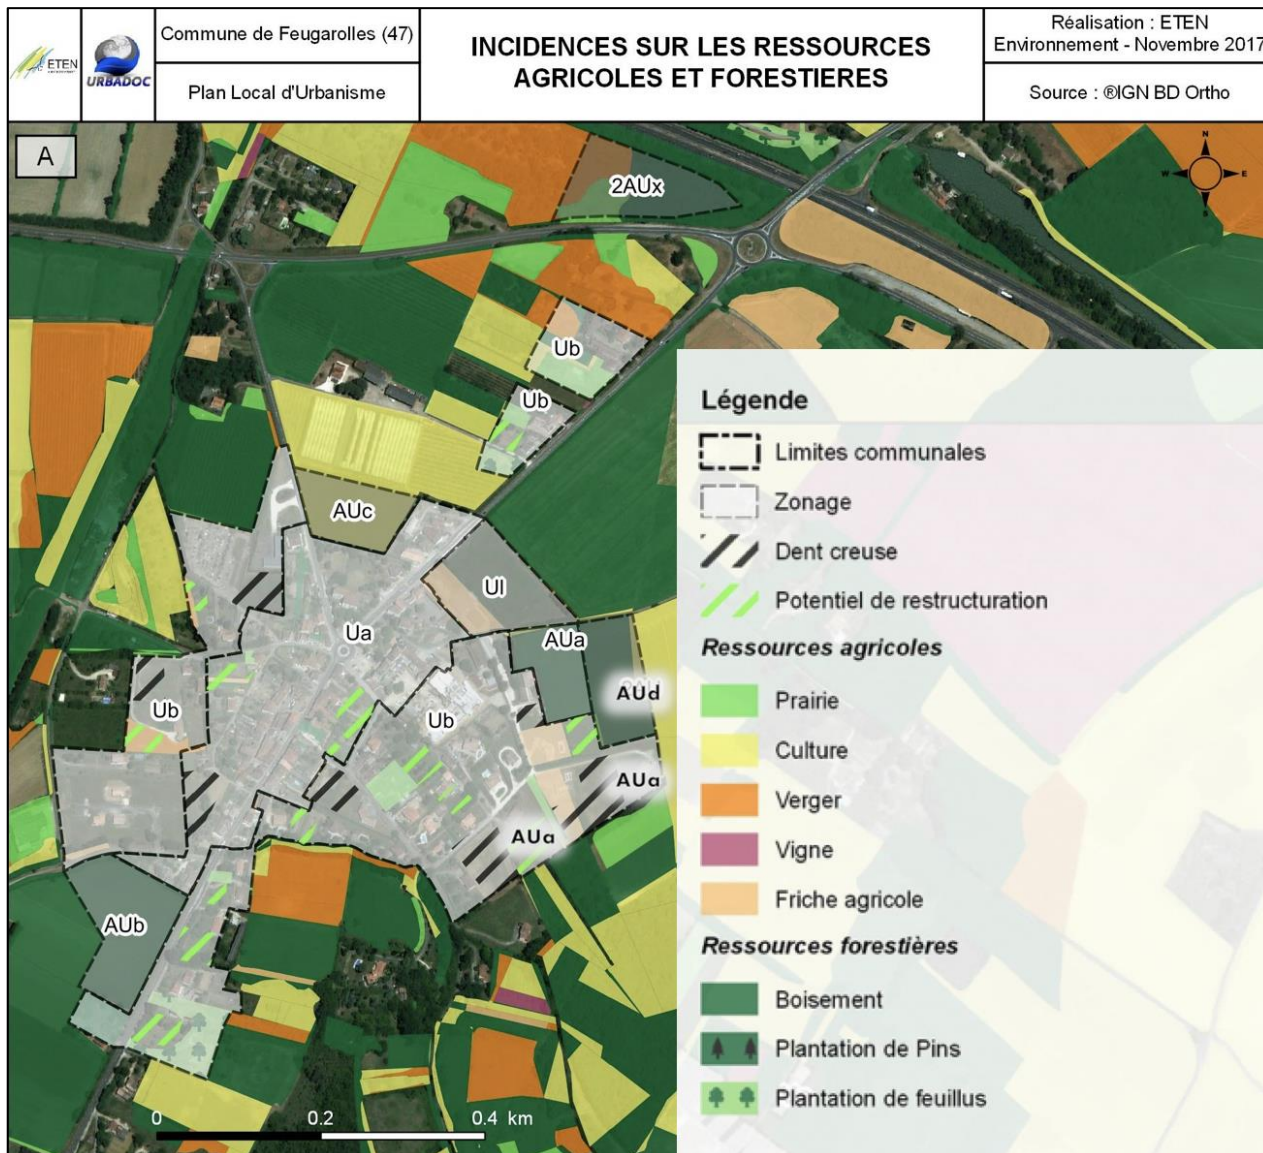 ETEN
URBADOC
Commune de Feugarolles (47)
Plan Local d'Urbanisme
INCIDENCES SUR LES RESSOURCES
AGRICOLES ET FORESTIERES
Réalisation : ETEN
Environnement - Novembre 2017
Source : ®IGN BD Ortho
A
N
W
E
S
2AUx
Ub
Ub
AUc
Ul
Ua
AUa
AUd
Ub
Ub
AUa
AUa
AUb
0 0.2 0.4 km
Légende
Limites communales
Zonage
Dent creuse
Potentiel de restructuration
Ressources agricoles
Prairie
Culture
Verger
Vigne
Friche agricole
Ressources forestières
Boisement
Plantation de Pins
Plantation de feuillus